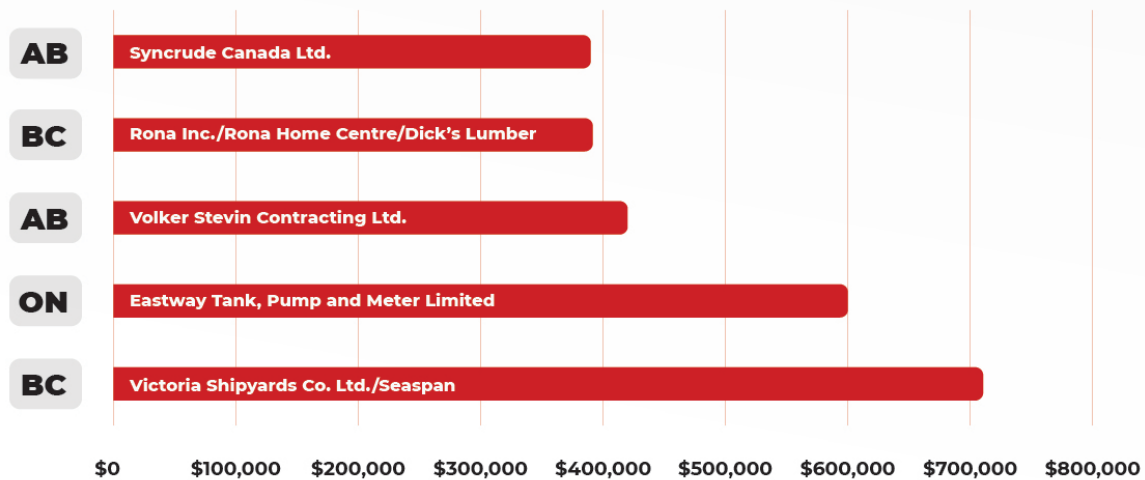 AB
Syncrude Canada Ltd.
BC
Rona Inc./Rona Home Centre/Dick’s Lumber
AB
Volker Stevin Contracting Ltd.
ON
Eastway Tank, Pump and Meter Limited
BC
Victoria Shipyards Co. Ltd./Seaspan
$0 $100,000 $200,000 $300,000 $400,000 $500,000 $600,000 $700,000 $800,000